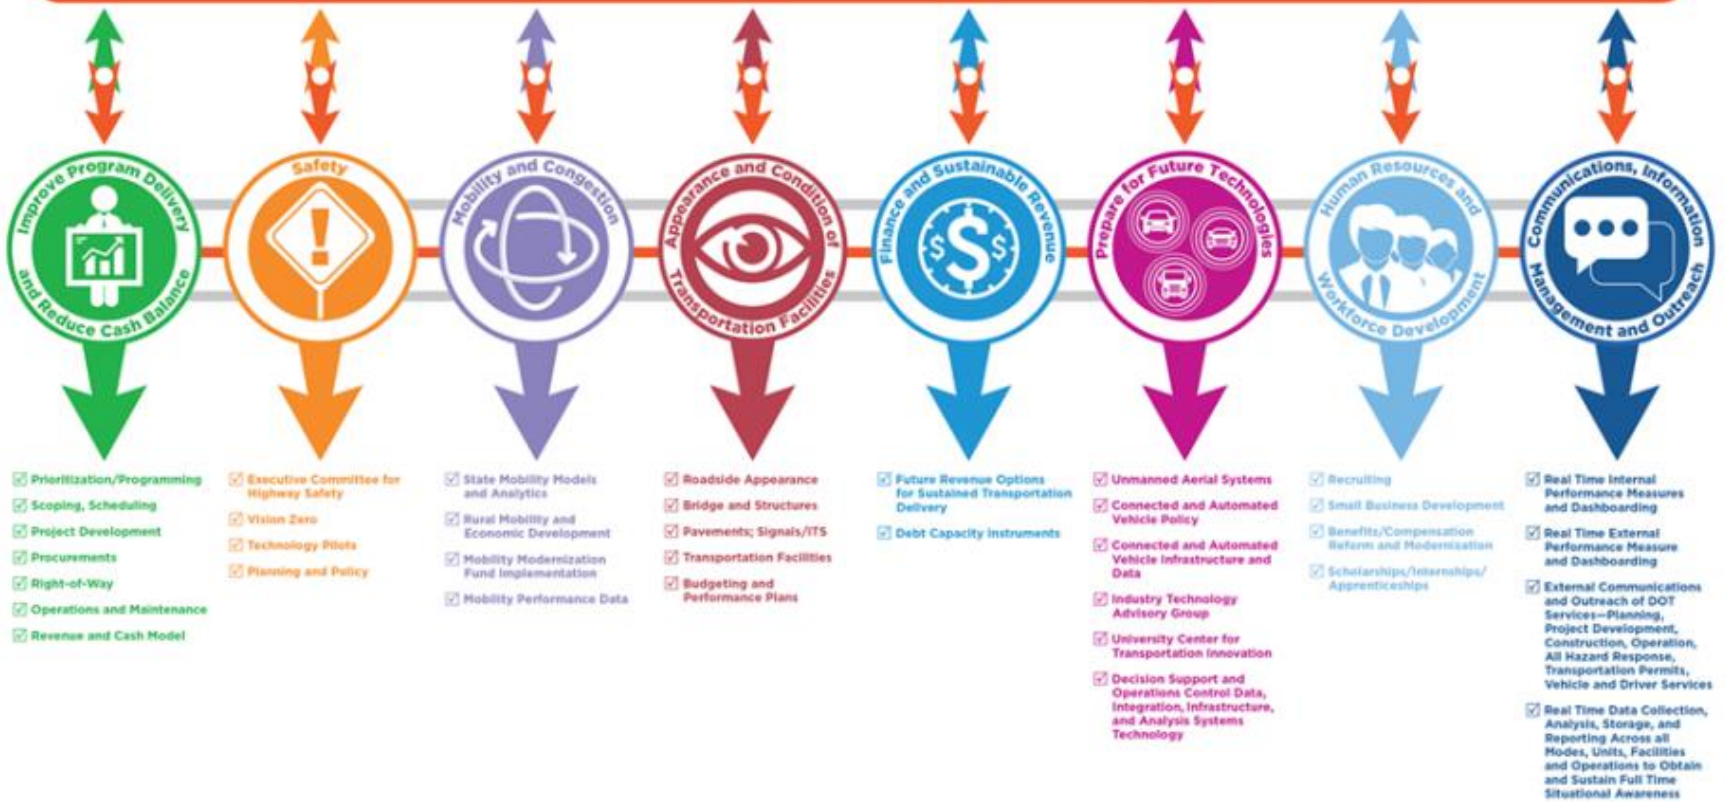 Improve Program Delivery
and Reduce Cash Balance
Safety
Mobility and Congestion
Appearance and Condition of
Transportation Facilities
Finance and Sustainable Revenue
$ S $
Prepare for Future Technologies
Human Resources and
Workforce Development
Communications, Information
Management and Outreach
Prioritization/Programming
Scoping, Scheduling
Project Development
Procurements
Right-of-Way
Operations and Maintenance
Revenue and Cash Model
Executive Committee for
Highway Safety
Vision Zero
Technology Pilots
Planning and Policy
State Mobility Models
and Analytics
Rural Mobility and
Economic Development
Mobility Modernization
Fund Implementation
Mobility Performance Data
Roadside Appearance
Bridge and Structures
Pavements; Signals/ITS
Transportation Facilities
Budgeting and
Performance Plans
Future Revenue Options
for Sustained Transportation
Delivery
Debt Capacity Instruments
Unmanned Aerial Systems
Connected and Automated
Vehicle Policy
Connected and Automated
Vehicle Infrastructure and
Data
Industry Technology
Advisory Group
University Center for
Transportation Innovation
Decision Support and
Operations Control Data,
Integration, Infrastructure,
and Analysis Systems
Technology
Recruiting
Small Business Development
Benefits/Compensation
Reform and Modernization
Scholarships/Internships/
Apprenticeships
Real Time Internal
Performance Measures
and Dashboarding
Real Time External
Performance Measure
and Dashboarding
External Communications
and Outreach of DOT
Services—Planning,
Project Development,
Construction, Operation,
All Hazard Response,
Transportation Permits,
Vehicle and Driver Services
Real Time Data Collection,
Analysis, Storage, and
Reporting Across all
Modes, Units, Facilities
and Operations to Obtain
and Sustain Full Time
Situational Awareness